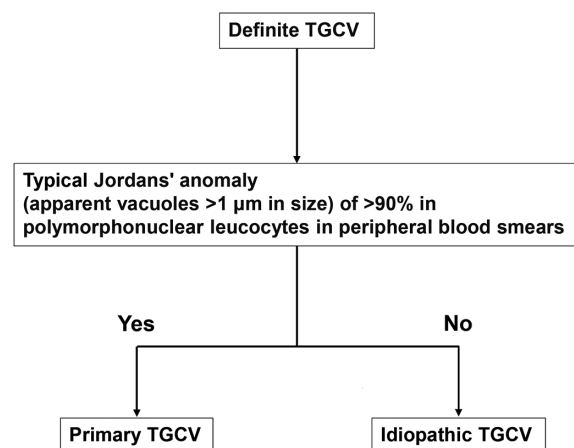 Definite TGCV
Typical Jordans' anomaly
(apparent vacuoles >1 μm in size) of >90% in
polymorphonuclear leucocytes in peripheral blood smears
Yes
No
Primary TGCV
Idiopathic TGCV